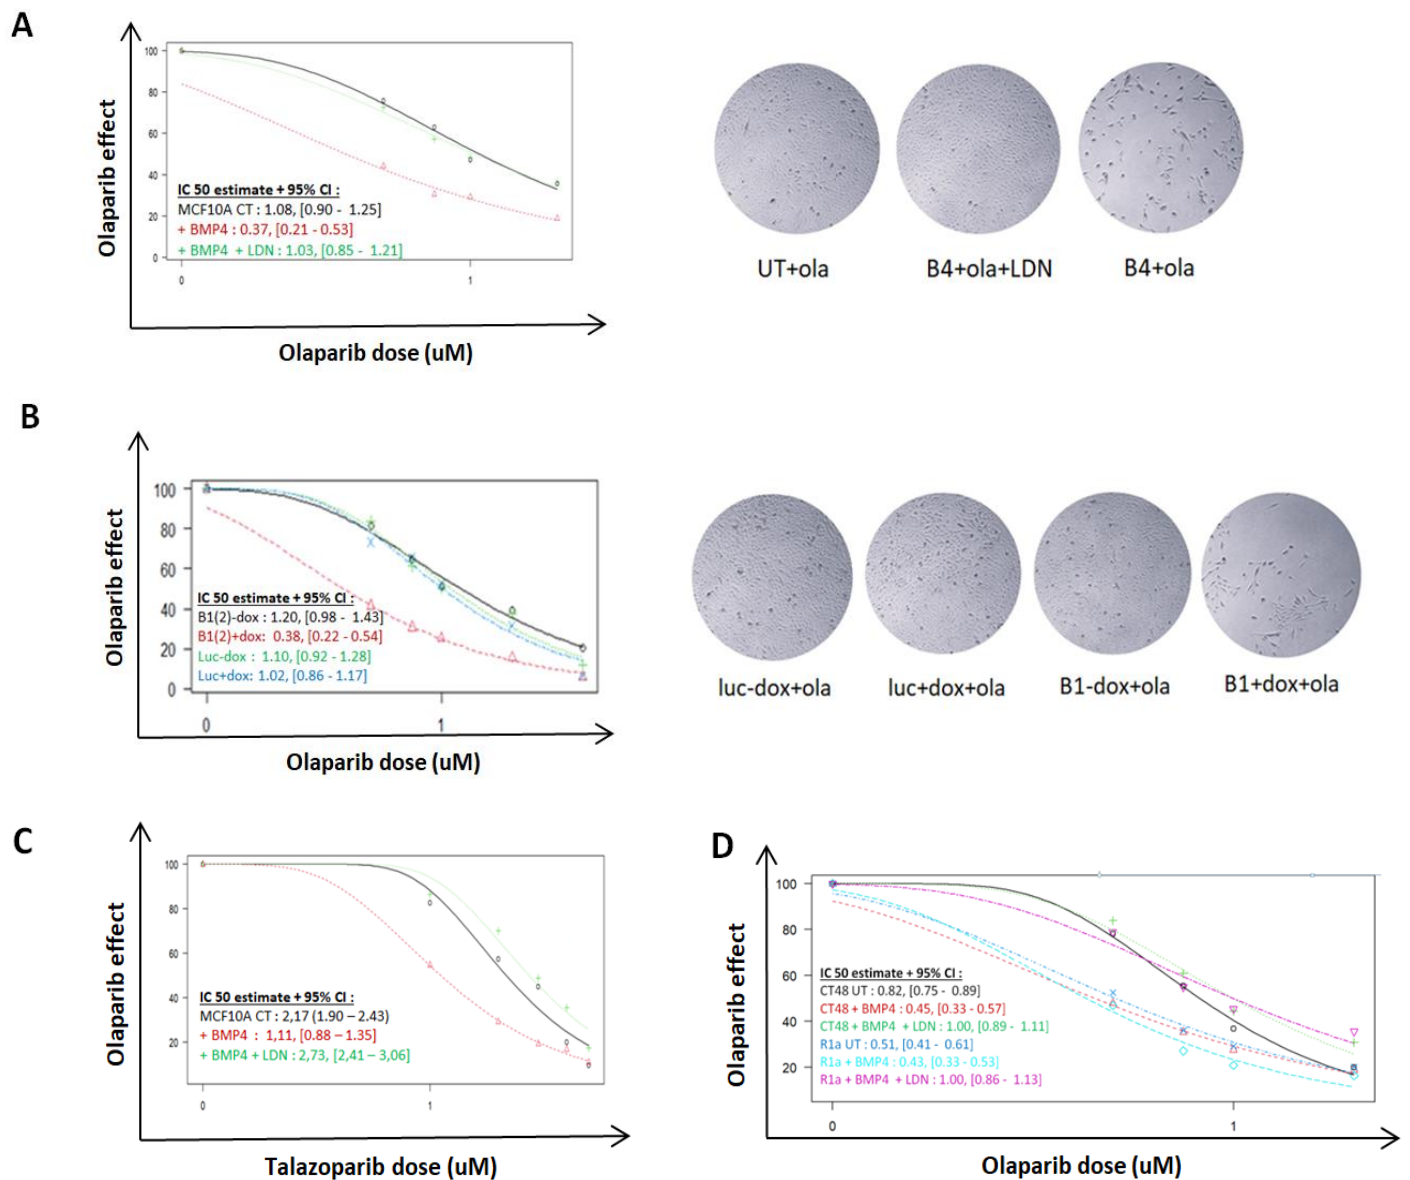 A
Olaparib effect
100
80
60
40
20
0
IC 50 estimate + 95% CI :
MCF10A CT : 1.08, [0.90 - 1.25]
+ BMP4 : 0.37, [0.21 - 0.53]
+ BMP4 + LDN : 1.03, [0.85 - 1.21]
0 1
Olaparib dose (uM)
UT+ola B4+ola+LDN B4+ola
B
Olaparib effect
100
80
60
40
20
0
IC 50 estimate + 95% CI :
B1(2)-dox : 1.20, [0.98 - 1.43]
B1(2)+dox: 0.38, [0.22 - 0.54]
Luc-dox : 1.10, [0.92 - 1.28]
Luc+dox: 1.02, [0.86 - 1.17]
0 1
Olaparib dose (uM)
luc-dox+ola luc+dox+ola B1-dox+ola B1+dox+ola
C
Olaparib effect
100
80
60
40
20
IC 50 estimate + 95% CI :
MCF10A CT : 2,17 (1.90 – 2.43)
+ BMP4 : 1,11, [0.88 – 1.35]
+ BMP4 + LDN : 2,73, [2,41 – 3,06]
0 1
Talazoparib dose (uM)
D
Olaparib effect
100
80
60
40
20
IC 50 estimate + 95% CI :
CT48 UT : 0.82, [0.75 - 0.89]
CT48 + BMP4 : 0.45, [0.33 - 0.57]
CT48 + BMP4 + LDN : 1.00, [0.89 - 1.11]
R1a UT : 0.51, [0.41 - 0.61]
R1a + BMP4 : 0.43, [0.33 - 0.53]
R1a + BMP4 + LDN : 1.00, [0.86 - 1.13]
0 1
Olaparib dose (uM)